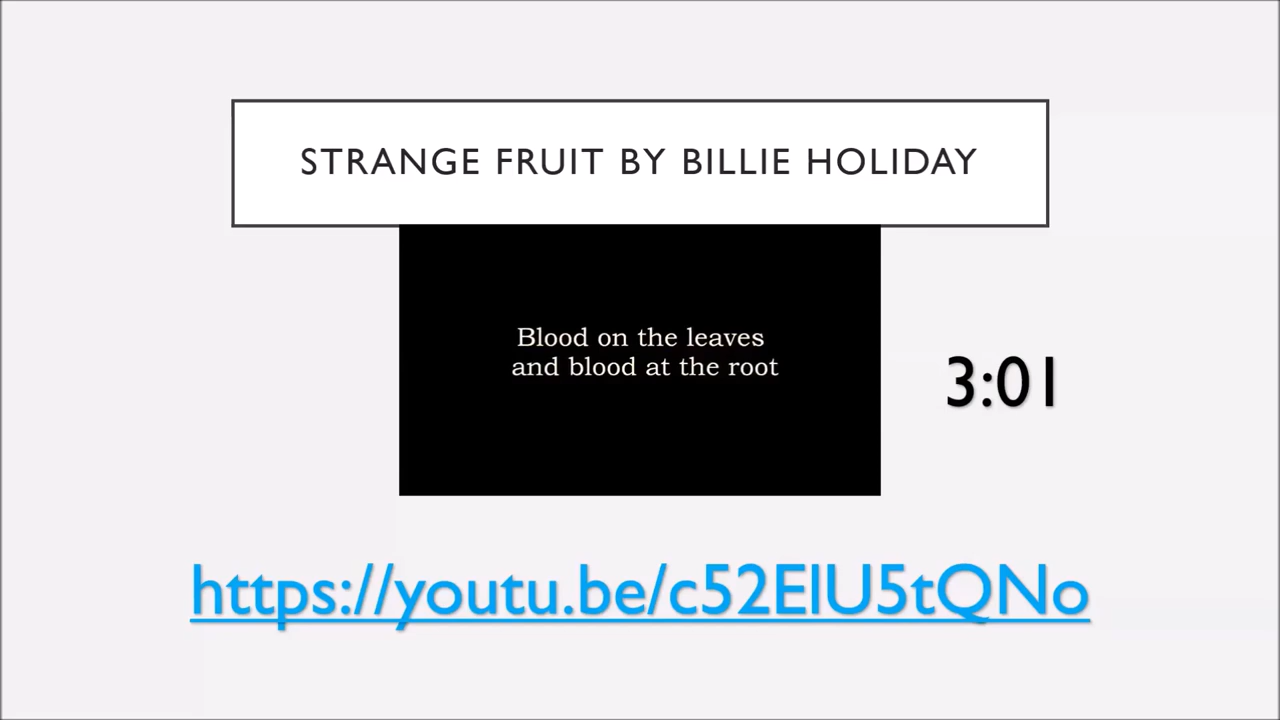 STRANGE FRUIT BY BILLIE HOLIDAY
Blood on the leaves
and blood at the root
3:01
https://youtu.be/c52ElU5tQNo